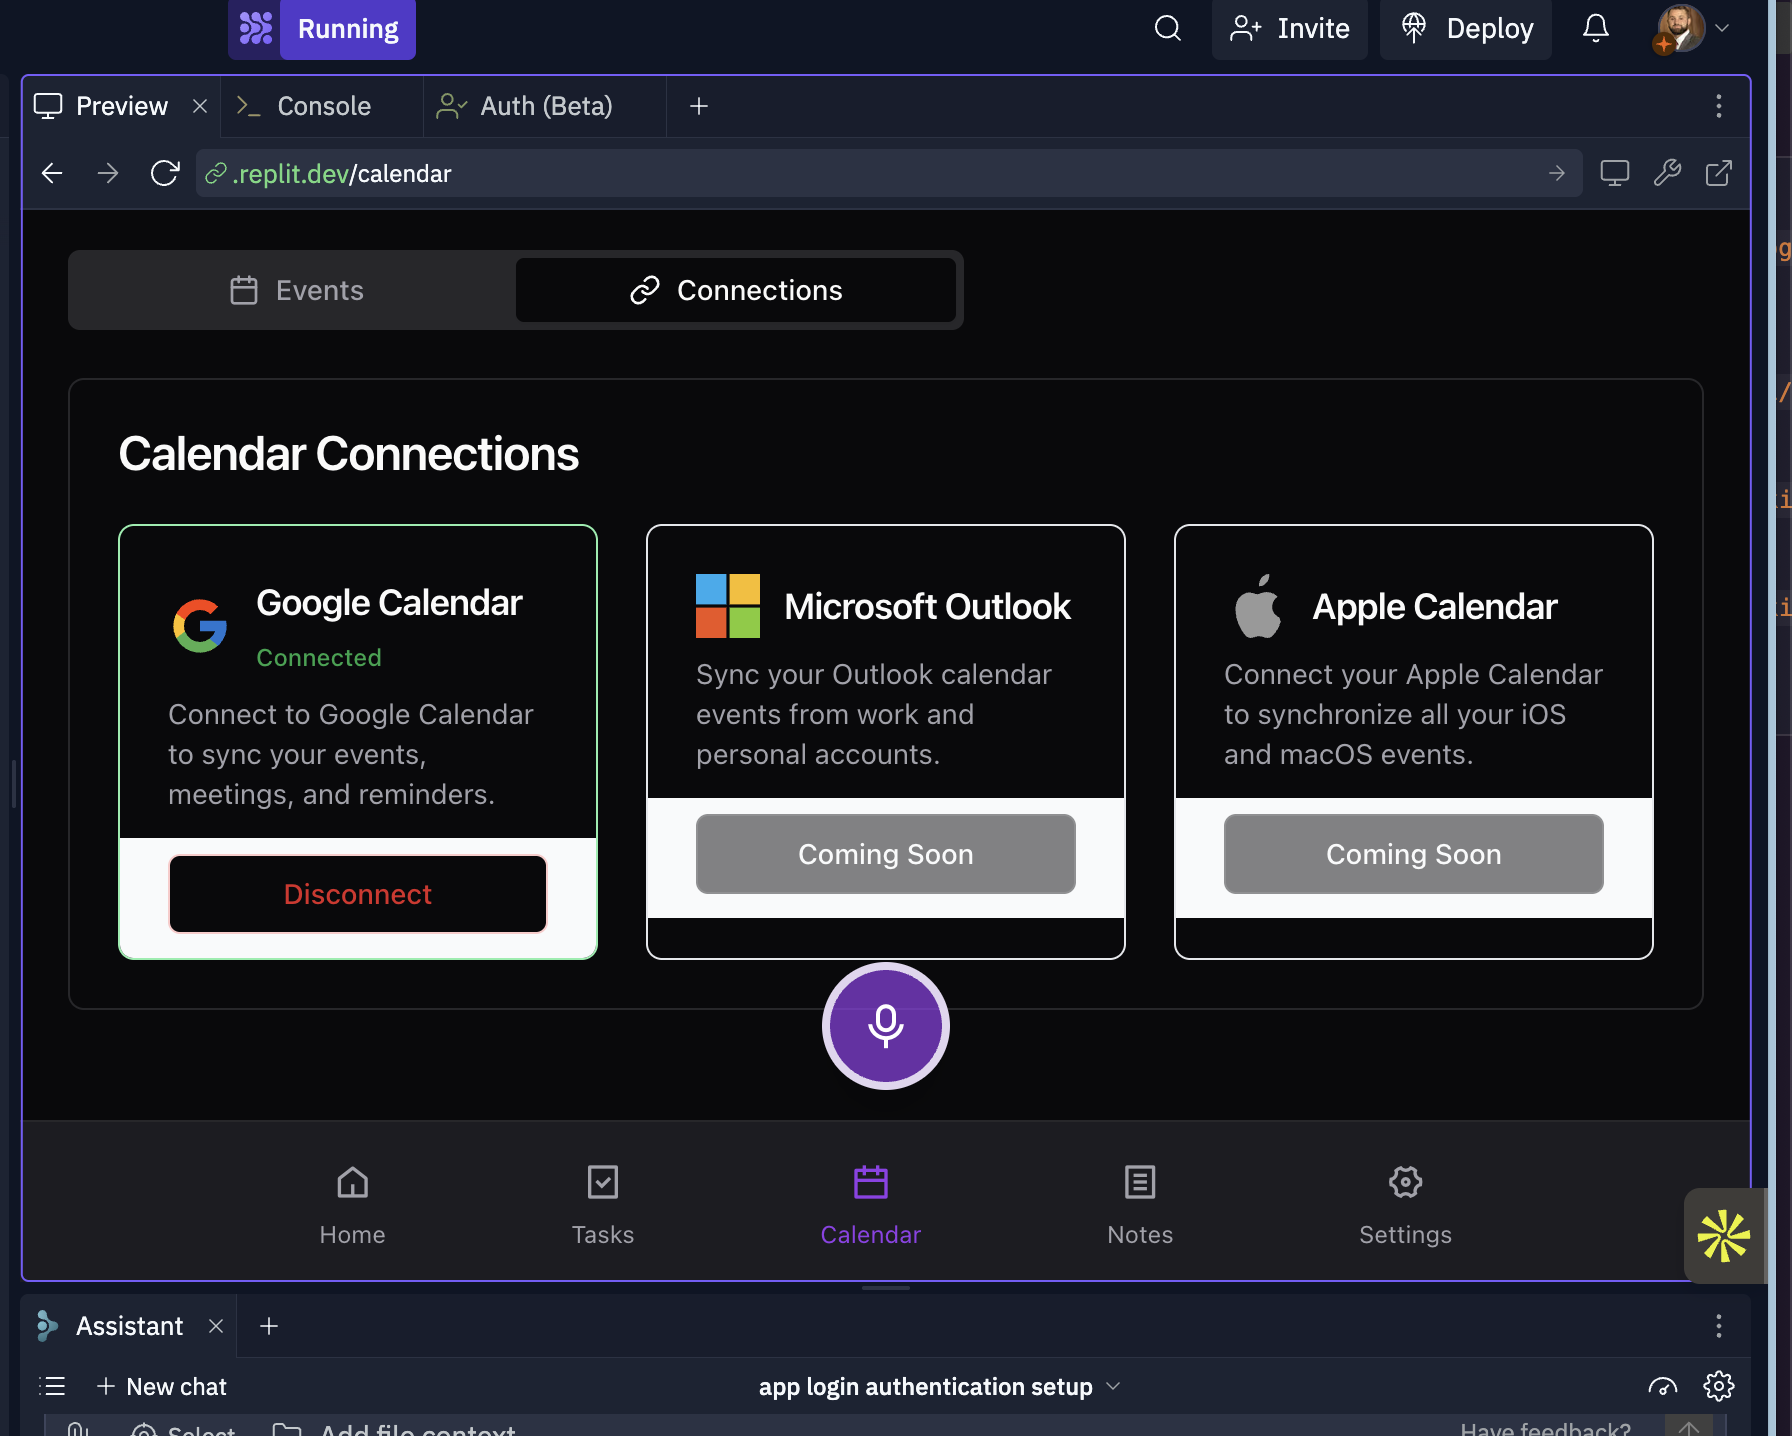 Running
Invite
Deploy
Preview
Console
Auth (Beta)
.replit.dev/calendar
Events
Connections
Calendar Connections
Google Calendar
Connected
Connect to Google Calendar
to sync your events,
meetings, and reminders.
Disconnect
Microsoft Outlook
Sync your Outlook calendar
events from work and
personal accounts.
Coming Soon
Apple Calendar
Connect your Apple Calendar
to synchronize all your iOS
and macOS events.
Coming Soon
Home
Tasks
Calendar
Notes
Settings
Assistant
New chat
app login authentication setup
Select
Add file context
Have feedback?